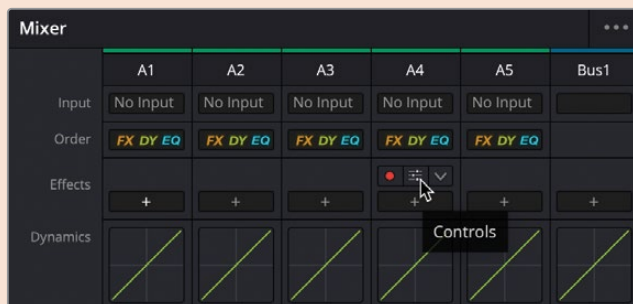 Mixer
A1 A2 A3 A4 A5 Bus1
Input No Input No Input No Input No Input No Input
Order FX DY EQ FX DY EQ FX DY EQ FX DY EQ FX DY EQ
Effects
+ + + + + +
Controls
Dynamics